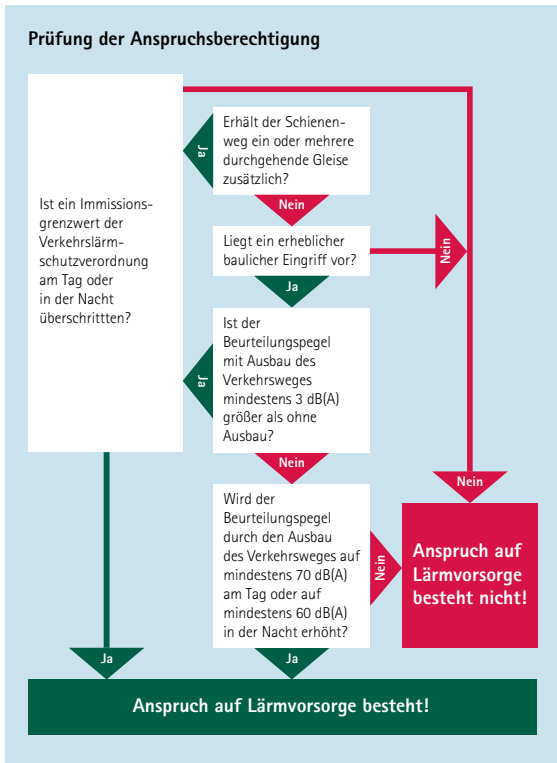 Prüfung der Anspruchsberechtigung
Erhält der Schienen-
weg ein oder mehrere
durchgehende Gleise
zusätzlich?
Ja
Nein
Ist ein Immissions-
grenzwert der
Verkehrslärm-
schutzverordnung
am Tag oder
in der Nacht
überschrittten?
Liegt ein erheblicher
baulicher Eingriff vor?
Nein
Ja
Ist der
Beurteilungspegel
mit Ausbau des
Verkehrsweges
mindestens 3 dB(A)
größer als ohne
Ausbau?
Ja
Nein
Wird der
Beurteilungspegel
durch den Ausbau
des Verkehrsweges auf
mindestens 70 dB(A)
am Tag oder auf
mindestens 60 dB(A)
in der Nacht erhöht?
Nein
Nein
Anspruch auf
Lärmvorsorge
besteht nicht!
Ja
Ja
Anspruch auf Lärmvorsorge besteht!